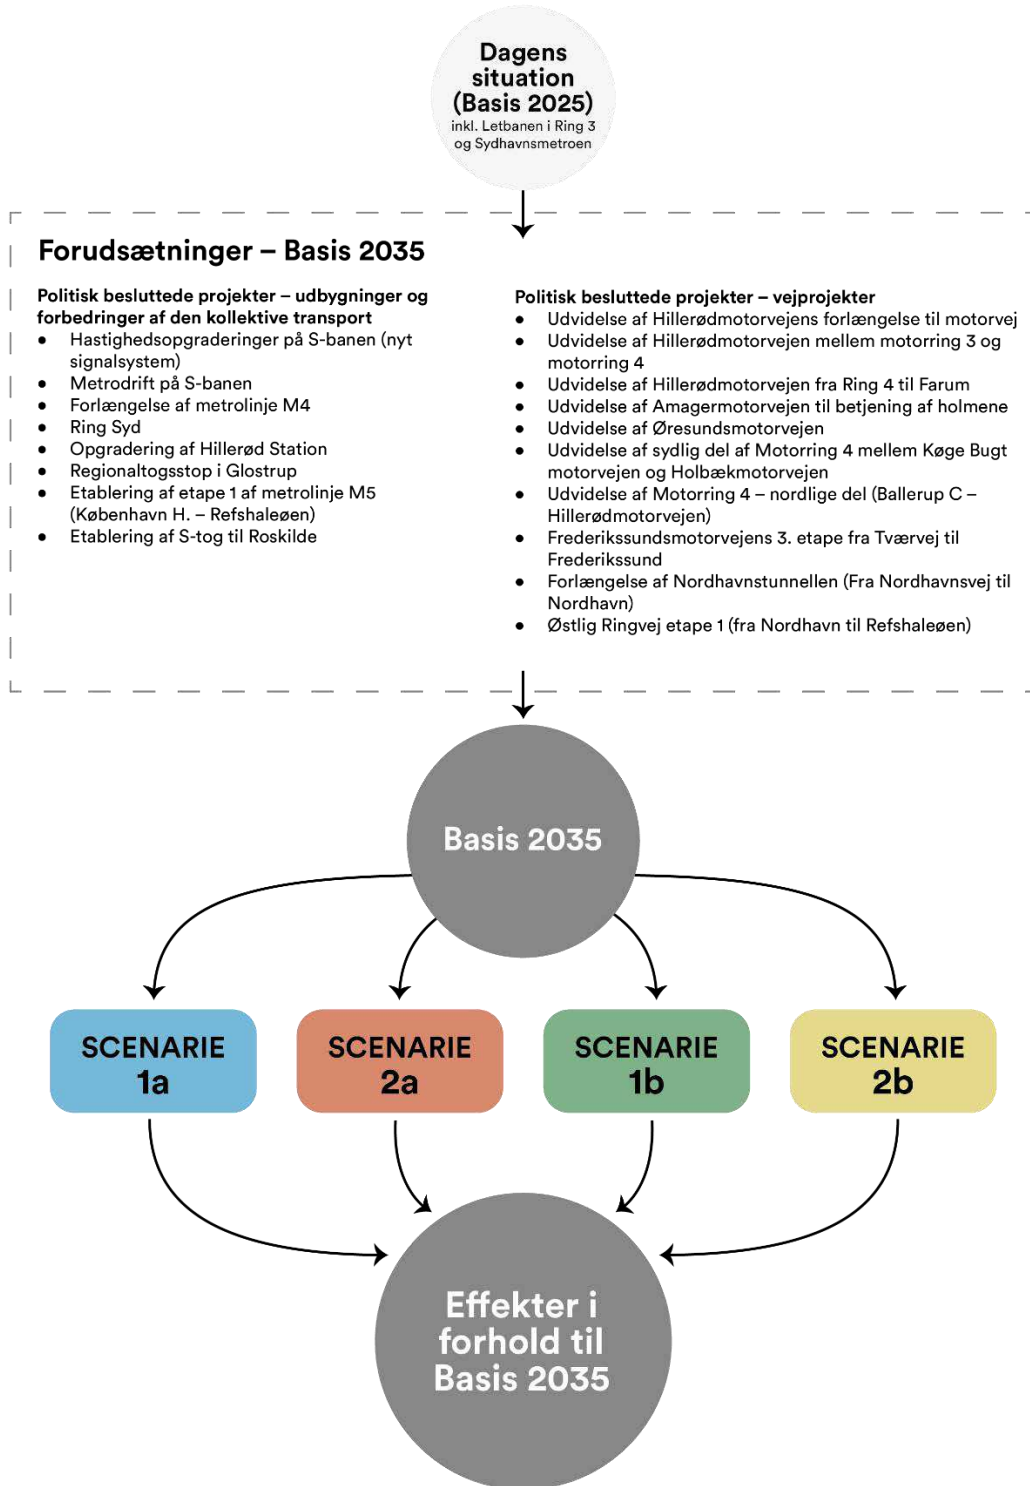 Dagens
situation
(Basis 2025)
inkl. Letbanen i Ring 3
og Sydhavnsmetroen
Forudsætninger – Basis 2035
Politisk besluttede projekter – udbygninger og
forbedringer af den kollektive transport
● Hastighedsopgraderinger på S-banen (nyt
signalsystem)
● Metrodrift på S-banen
● Forlængelse af metrolinje M4
● Ring Syd
● Opgradering af Hillerød Station
● Regionaltogsstop i Glostrup
● Etablering af etape 1 af metrolinje M5
(København H. – Refshaleøen)
● Etablering af S-tog til Roskilde
Politisk besluttede projekter – vejprojekter
● Udvidelse af Hillerødmotorvejens forlængelse til motorvej
● Udvidelse af Hillerødmotorvejen mellem motorring 3 og
motorring 4
● Udvidelse af Hillerødmotorvejen fra Ring 4 til Farum
● Udvidelse af Amagermotorvejen til betjening af holmene
● Udvidelse af Øresundsmotorvejen
● Udvidelse af sydlig del af Motorring 4 mellem Køge Bugt
motorvejen og Holbækmotorvejen
● Udvidelse af Motorring 4 – nordlige del (Ballerup C –
Hillerødmotorvejen)
● Frederikssundsmotorvejens 3. etape fra Tværvej til
Frederikssund
● Forlængelse af Nordhavnstunnellen (Fra Nordhavnsvej til
Nordhavn)
● Østlig Ringvej etape 1 (fra Nordhavn til Refshaleøen)
Basis 2035
SCENARIE
1a
SCENARIE
2a
SCENARIE
1b
SCENARIE
2b
Effekter i
forhold til
Basis 2035